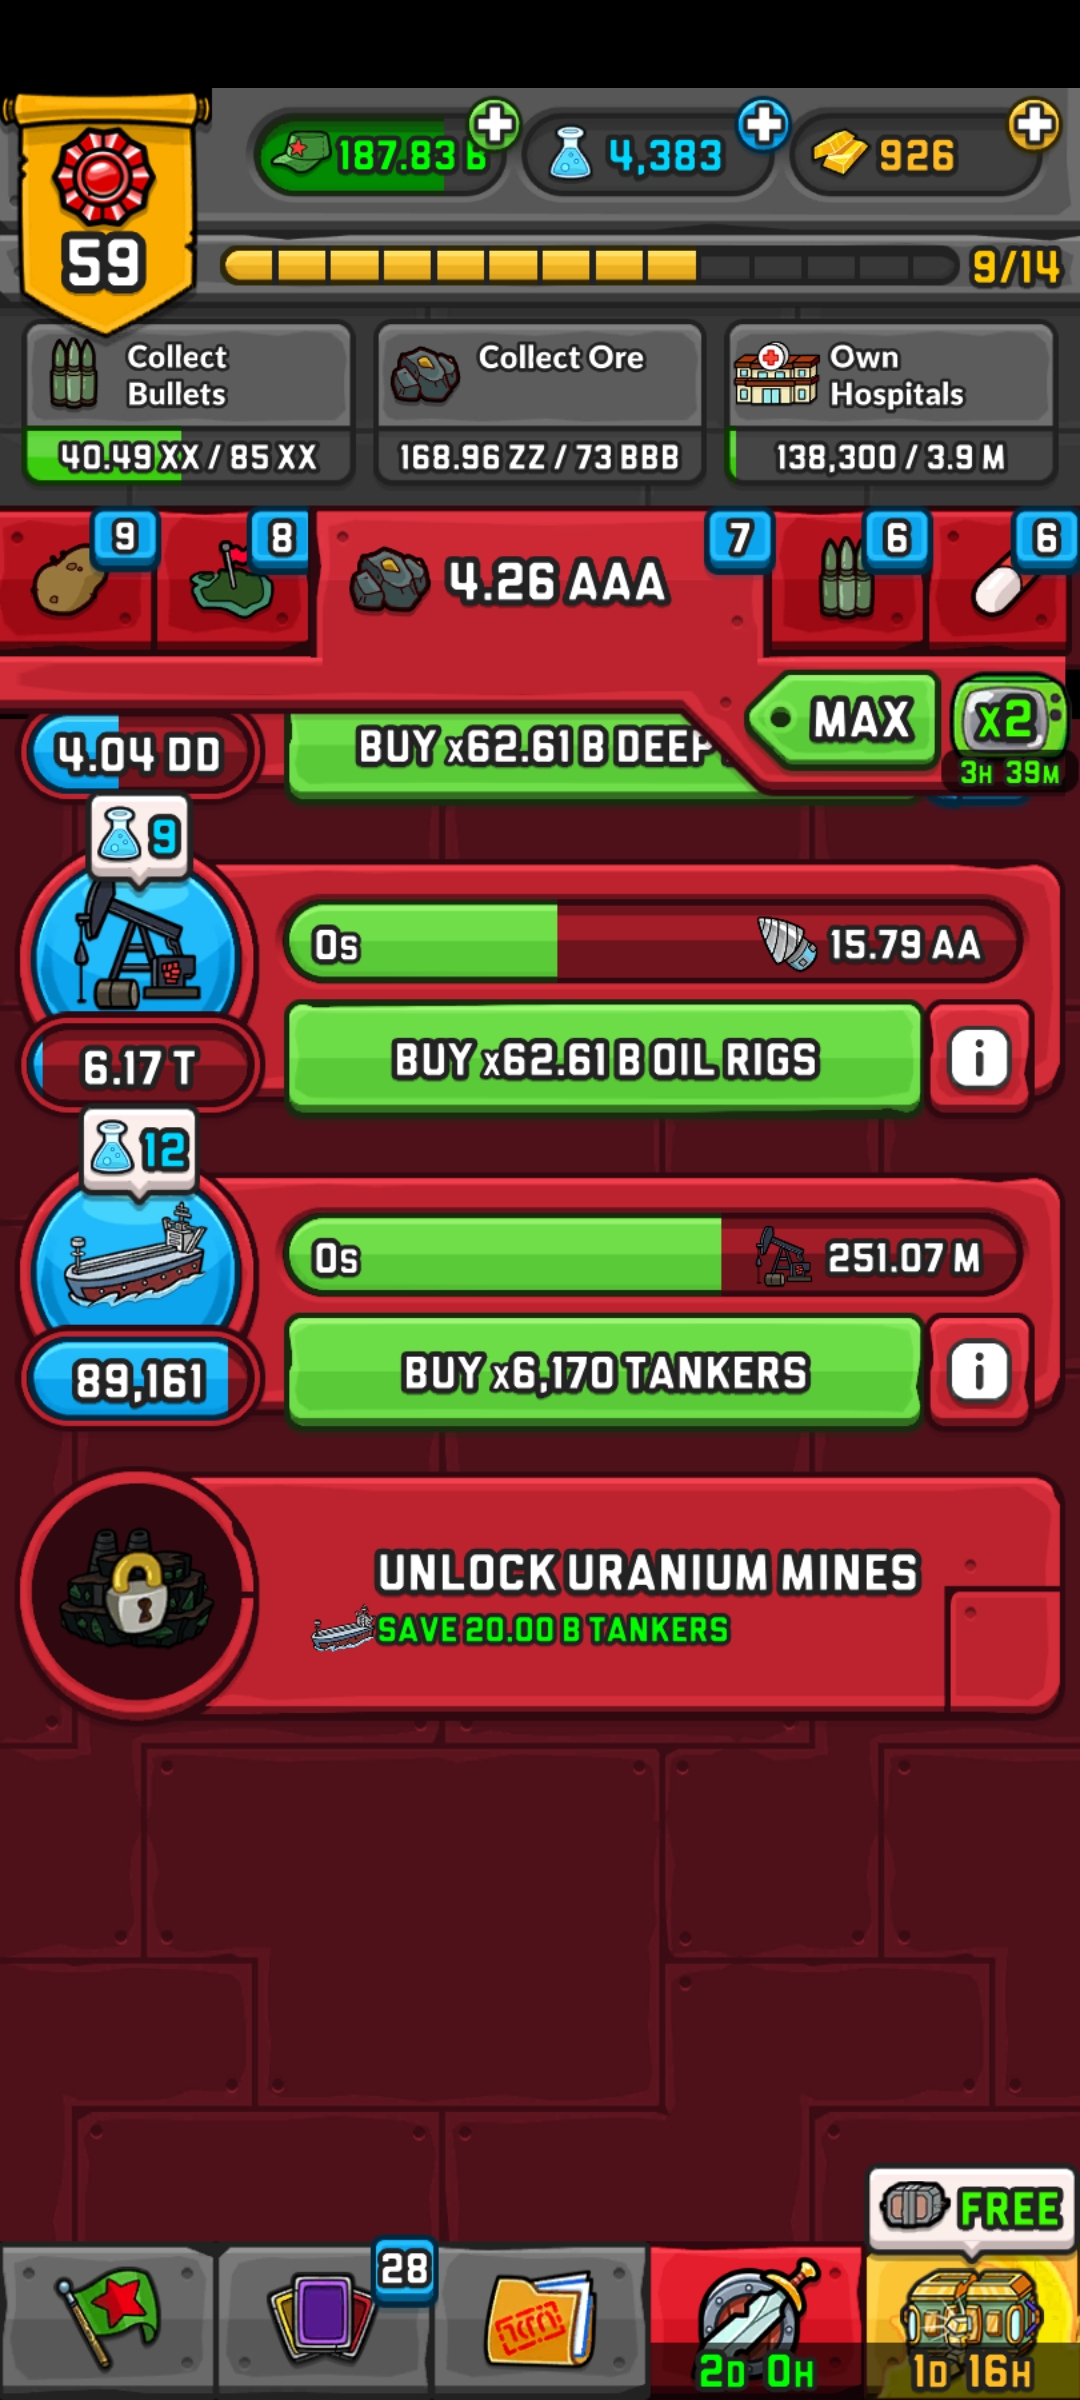 59
187.83 B
4,383
926
9/14
Collect
Bullets
40.49 XX / 85 XX
Collect Ore
168.96 ZZ / 73 BBB
Own
Hospitals
138,300 / 3.9 M
9
8
4.26 AAA
7
6
6
MAX
x2
3H 39M
4.04 DD
BUY x62.61 B DEEP
9
0s
15.79 AA
6.17 T
BUY x62.61 B OIL RIGS
i
12
0s
251.07 M
89,161
BUY x6,170 TANKERS
i
UNLOCK URANIUM MINES
SAVE 20.00 B TANKERS
FREE
28
2D 0H
1D 16H